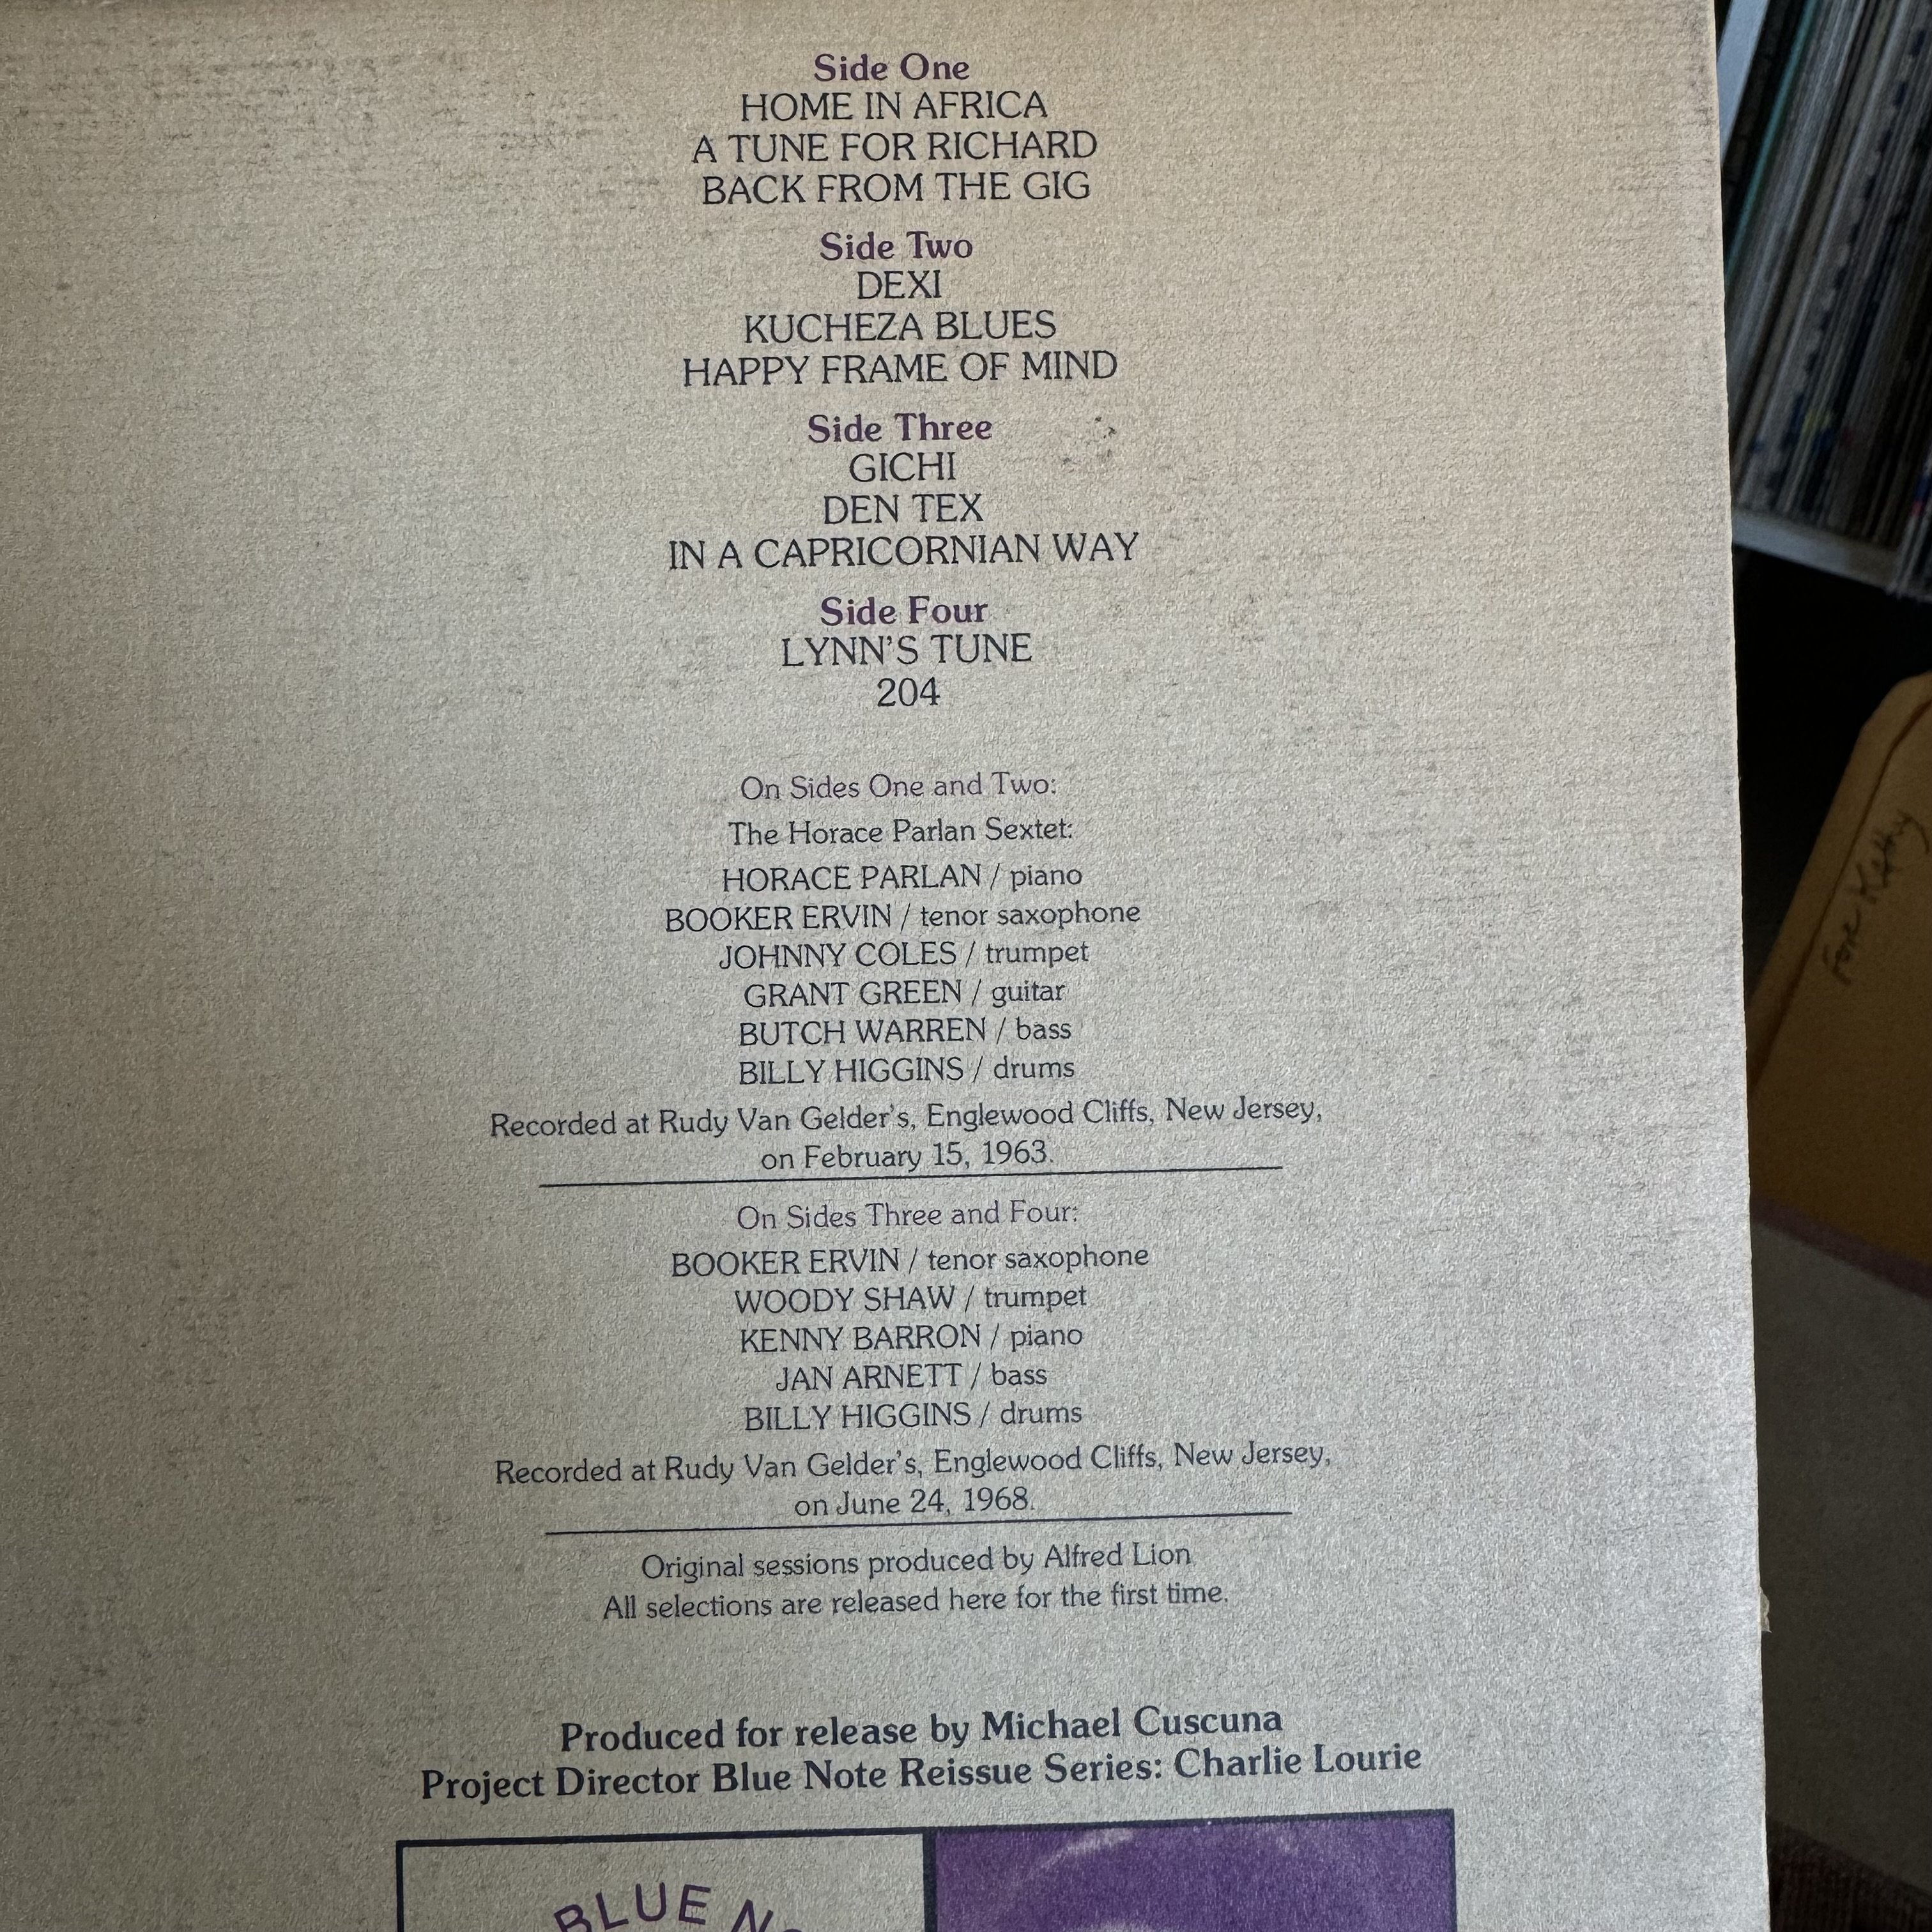 Side One
HOME IN AFRICA
A TUNE FOR RICHARD
BACK FROM THE GIG
Side Two
DEXI
KUCHEZA BLUES
HAPPY FRAME OF MIND
Side Three
GICHI
DEN TEX
IN A CAPRICORNIAN WAY
Side Four
LYNN'S TUNE
204
On Sides One and Two:
The Horace Parlan Sextet:
HORACE PARLAN / piano
BOOKER ERVIN / tenor saxophone
JOHNNY COLES / trumpet
GRANT GREEN / guitar
BUTCH WARREN / bass
BILLY HIGGINS / drums
Recorded at Rudy Van Gelder's, Englewood Cliffs, New Jersey,
on February 15, 1963.
On Sides Three and Four:
BOOKER ERVIN / tenor saxophone
WOODY SHAW / trumpet
KENNY BARRON / piano
JAN ARNETT / bass
BILLY HIGGINS / drums
Recorded at Rudy Van Gelder's, Englewood Cliffs, New Jersey,
on June 24, 1968.
Original sessions produced by Alfred Lion
All selections are released here for the first time.
Produced for release by Michael Cuscuna
Project Director Blue Note Reissue Series: Charlie Lourie
BLUE
For Kathy